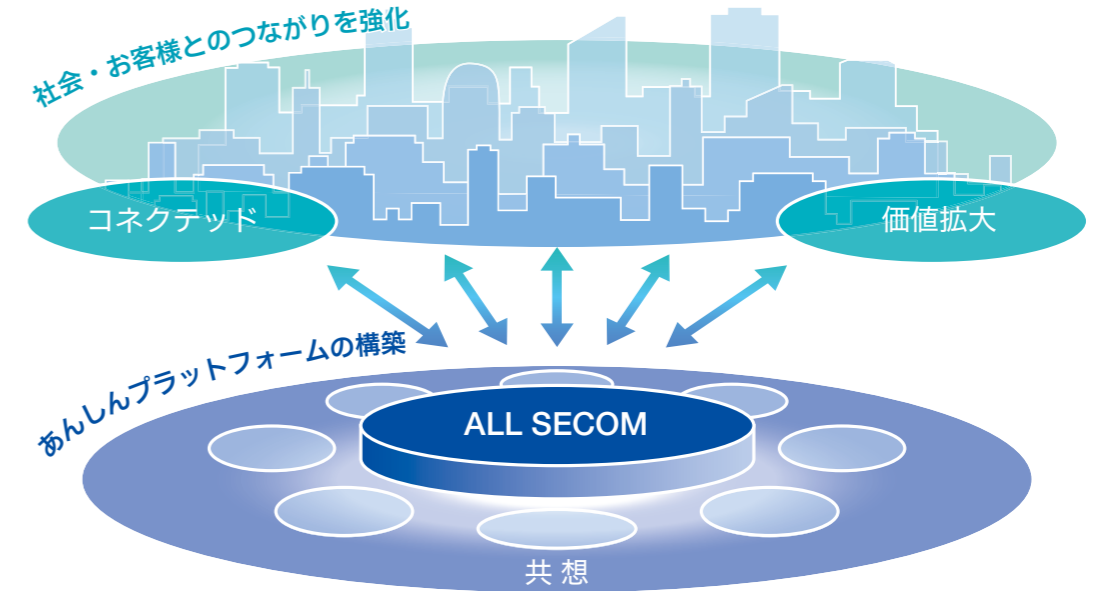 社会・お客様とのつながりを強化
コネクテッド
価値拡大
あんしんプラットフォームの構築
ALL SECOM
共想